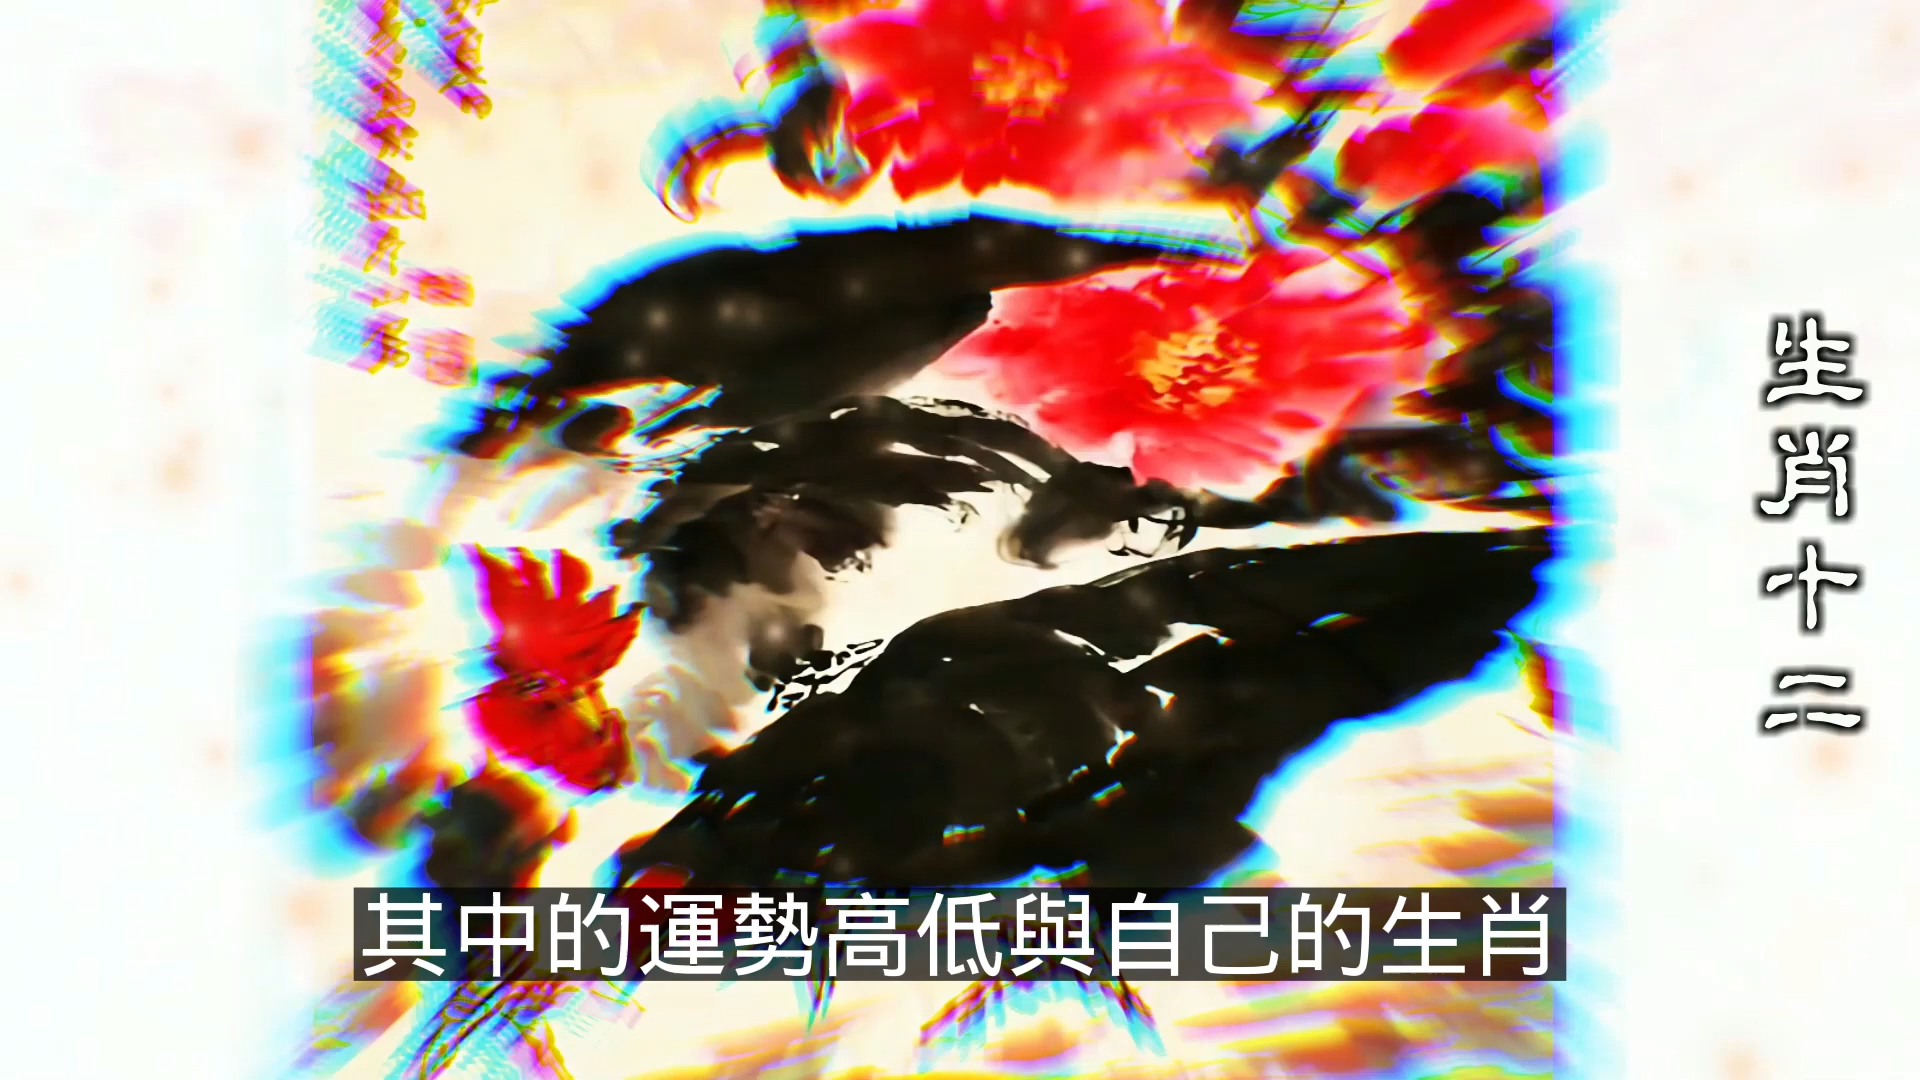 生肖十二
其中的運勢高低與自己的生肖